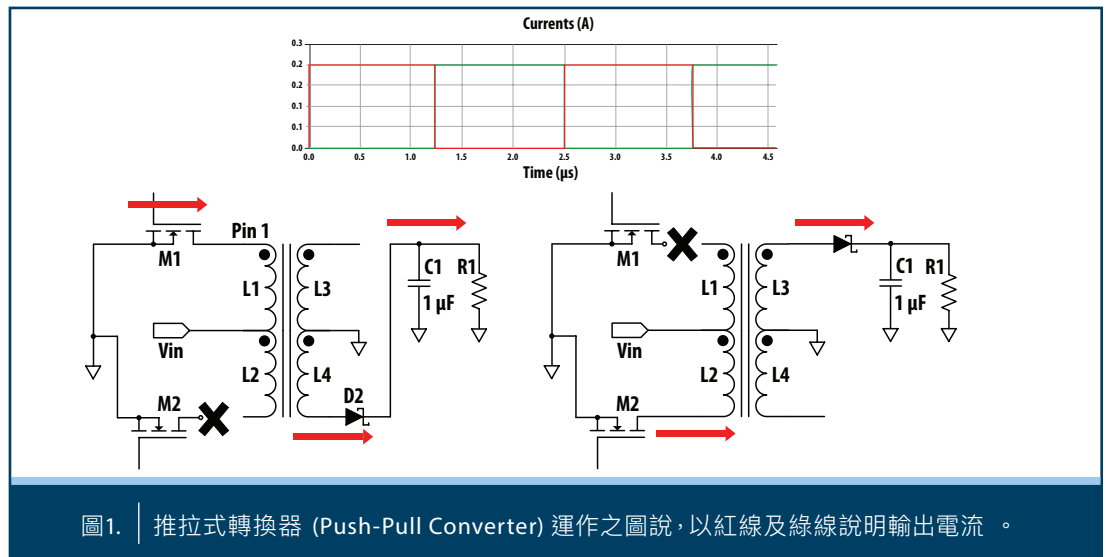 Currents (A)
0.3
0.2
0.2
0.1
0.1
0.0
0.0 0.5 1.0 1.5 2.0 2.5 3.0 3.5 4.0 4.5
Time (µs)
Pin 1
M1
L1
L3
C1
1 µF
R1
Vin
L2
L4
M2
D2
M1
L1
L3
C1
1 µF
R1
Vin
L2
L4
M2
圖1. 推拉式轉換器 (Push-Pull Converter) 運作之圖說，以紅線及綠線說明輸出電流 。